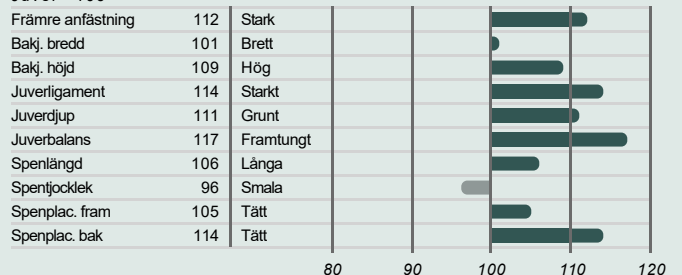 Främre anfästning 112 Stark
Bakj. bredd 101 Brett
Bakj. höjd 109 Hög
Juverligament 114 Starkt
Juverdjup 111 Grunt
Juverbalans 117 Framtungt
Spenlängd 106 Långa
Spentjocklek 96 Smala
Spenplac. fram 105 Tätt
Spenplac. bak 114 Tätt
80 90 100 110 120